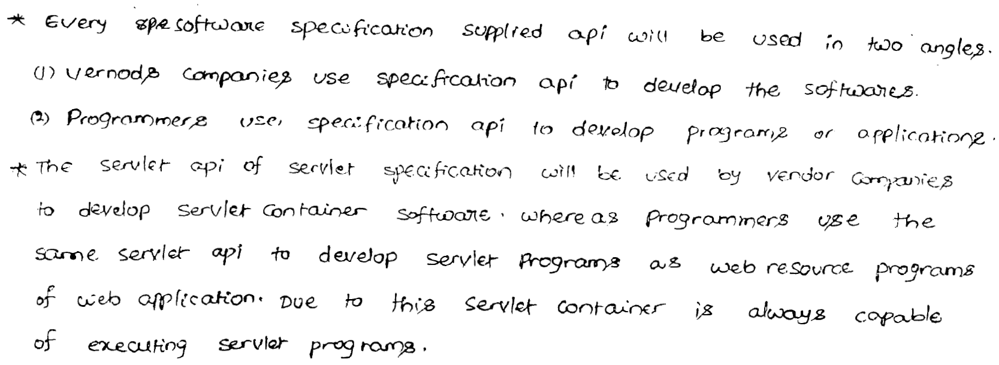 * Every software specification supplied api will be used in two angles.
(1) vernods companies use specification api to develop the softwares.
(2) Programmers use, specification api to develop programs or applications.
* The servlet api of servlet specification will be used by vendor companies
to develop servlet container software. where as programmers use the
same servlet api to develop servlet programs as web resource programs
of web application. Due to this servlet container is always capable
of executing servlet programs.